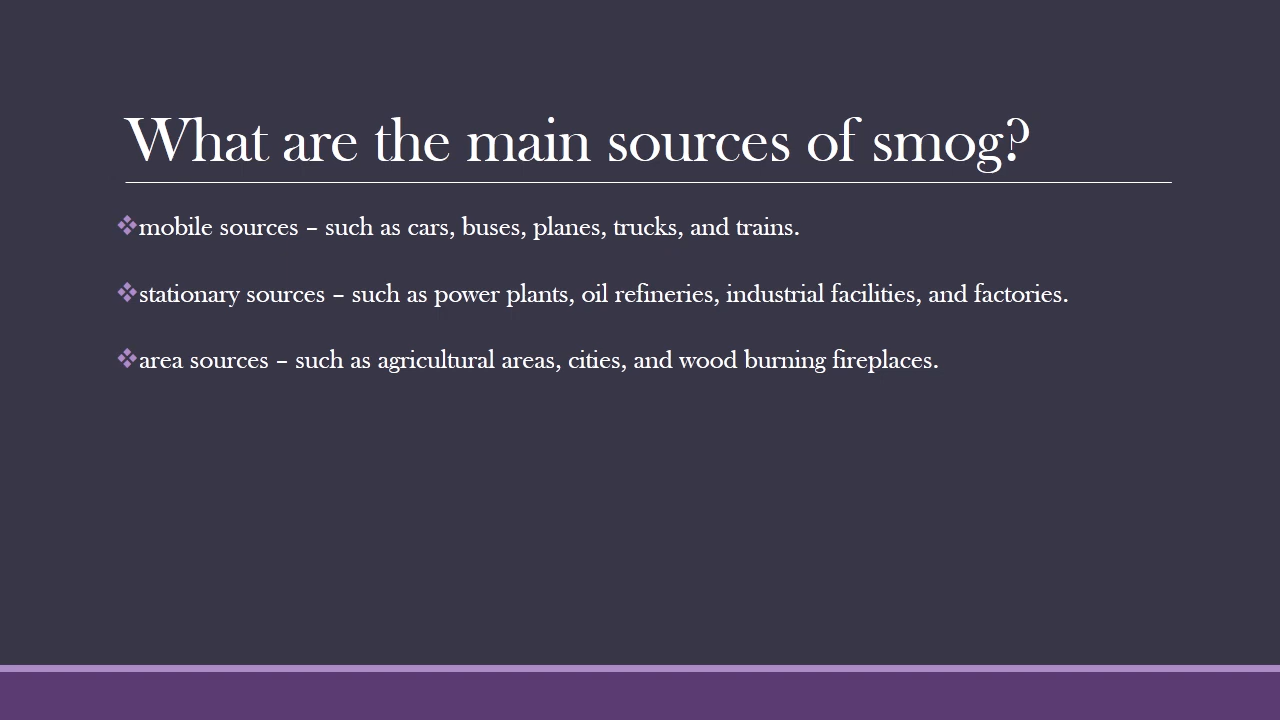 What are the main sources of smog?
❖mobile sources – such as cars, buses, planes, trucks, and trains.
❖stationary sources – such as power plants, oil refineries, industrial facilities, and factories.
❖area sources – such as agricultural areas, cities, and wood burning fireplaces.